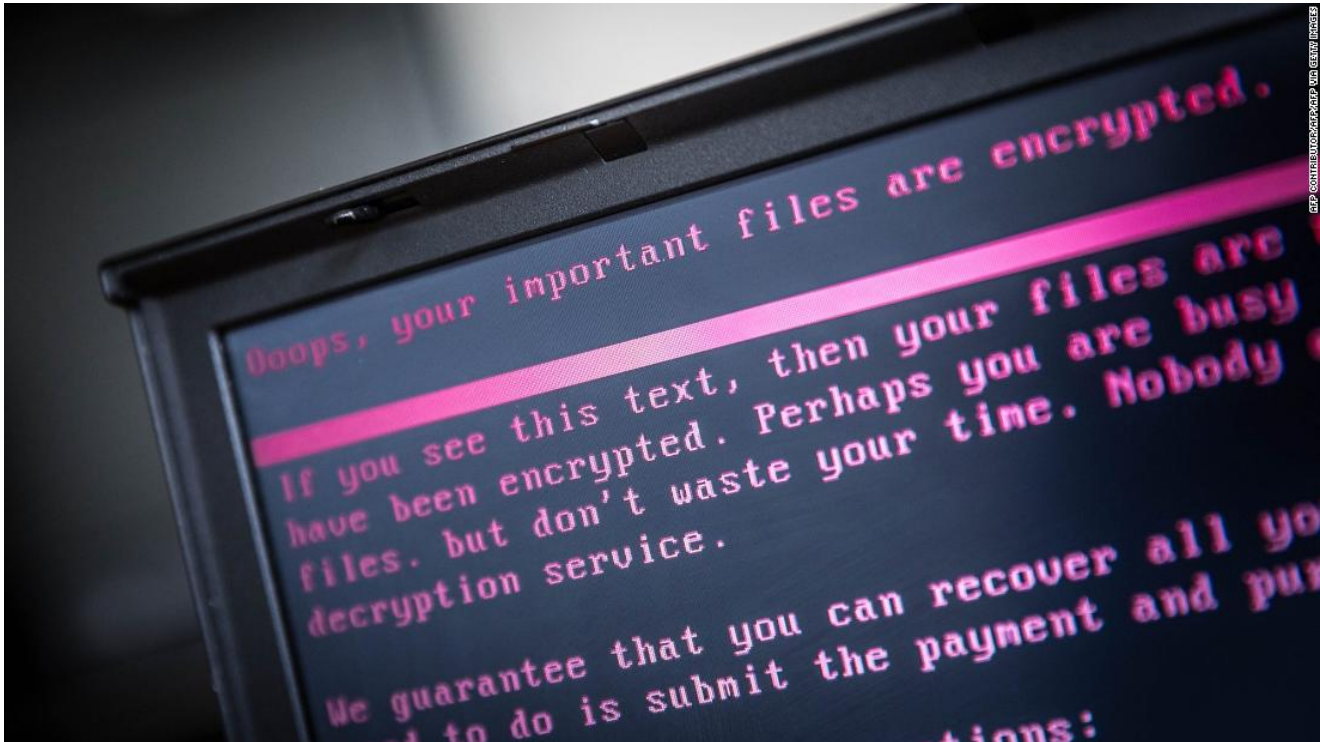 Ooops, your important files are encrypted.
If you see this text, then your files are
have been encrypted. Perhaps you are busy
files. but don't waste your time. Nobody
decryption service.
We guarantee that you can recover all
to do is submit the payment and
AFP CONTRIBUTOR/AFP/AFP VIA GETTY IMAGES